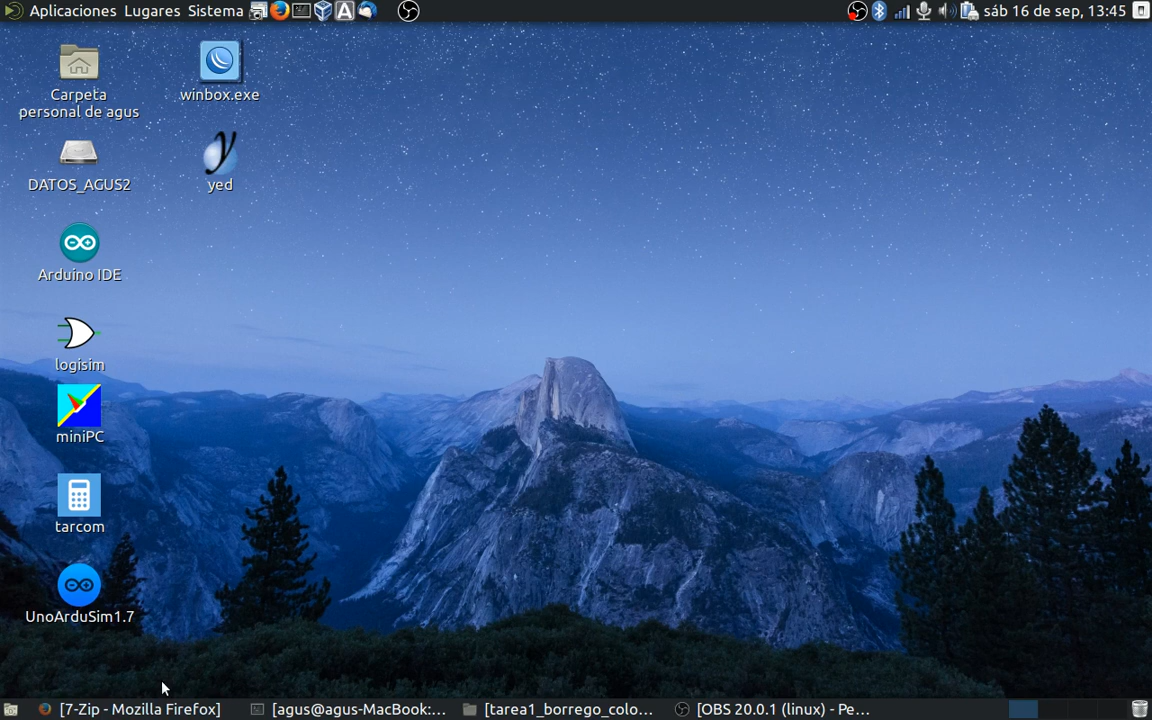 Aplicaciones Lugares Sistema
sáb 16 de sep, 13:45
Carpeta
personal de agus
winbox.exe
DATOS_AGUS2
yed
Arduino IDE
logisim
miniPC
tarcom
UnoArduSim1.7
[7-Zip - Mozilla Firefox]
[agus@agus-MacBook:...
[tarea1_borrego_colo...
[OBS 20.0.1 (linux) - Pe...